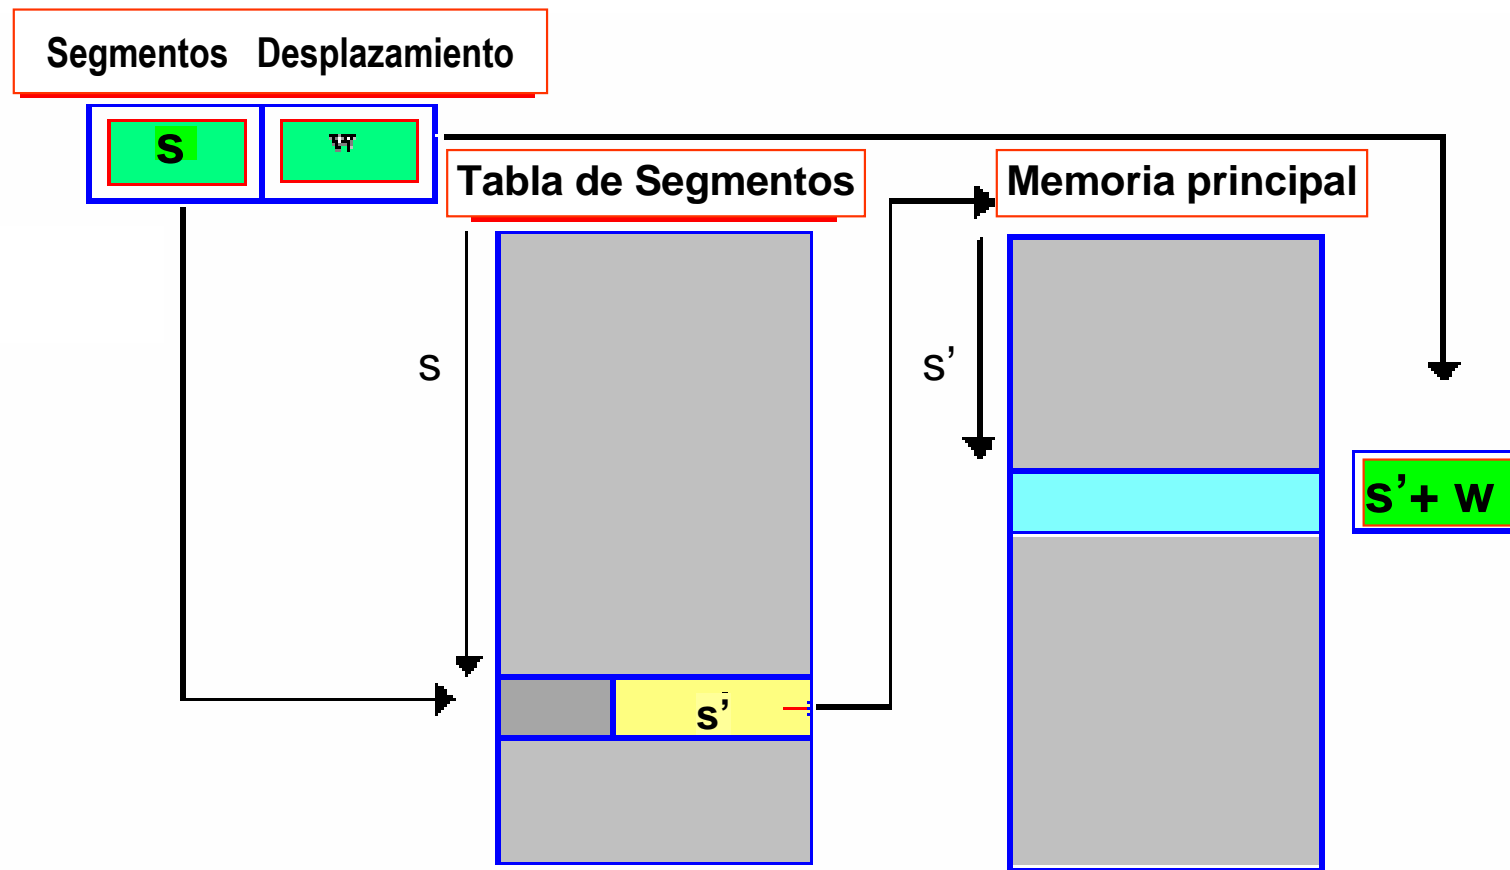 Segmentos Desplazamiento
s w
Tabla de Segmentos
Memoria principal
s
s’
s’+ w
s’